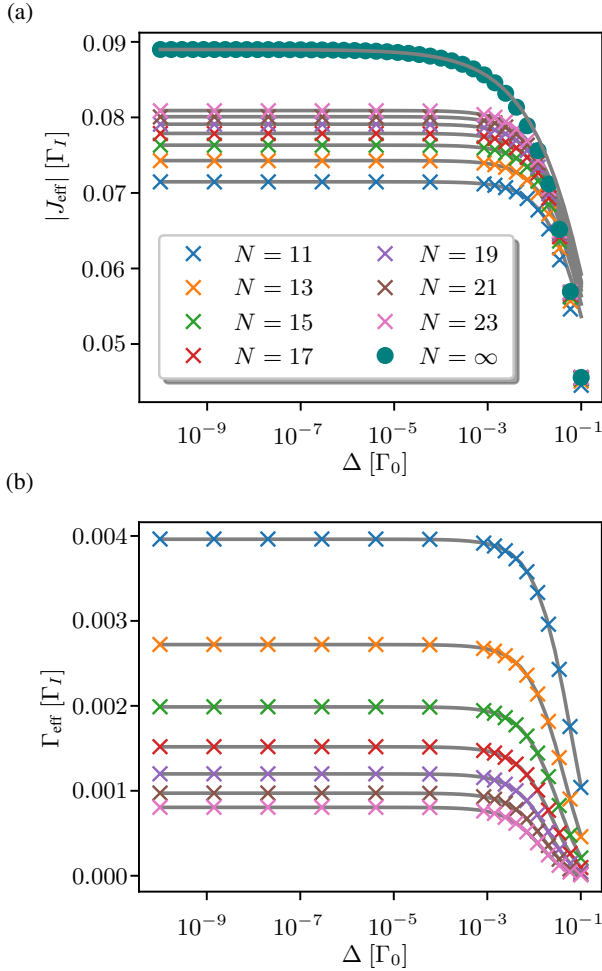 (a)
0.09
0.08
0.07
0.06
0.05
|J_eff| [Γ_I]
N = 11
N = 13
N = 15
N = 17
N = 19
N = 21
N = 23
N = ∞
10^−9
10^−7
10^−5
10^−3
10^−1
Δ [Γ_0]
(b)
0.004
0.003
0.002
0.001
0.000
Γ_eff [Γ_I]
10^−9
10^−7
10^−5
10^−3
10^−1
Δ [Γ_0]